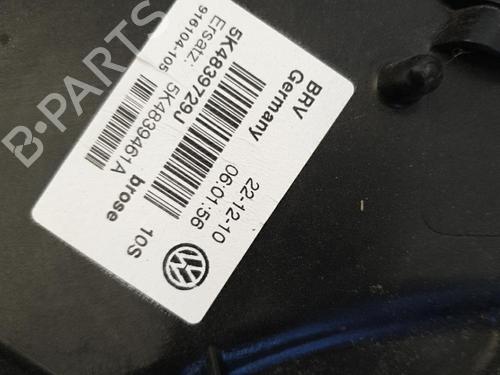 BRV
Germany
22-12-10
06:01:56
5K4839729J
brose
10S
Ersatz: 5K4839461A
916104-105
B-PARTS